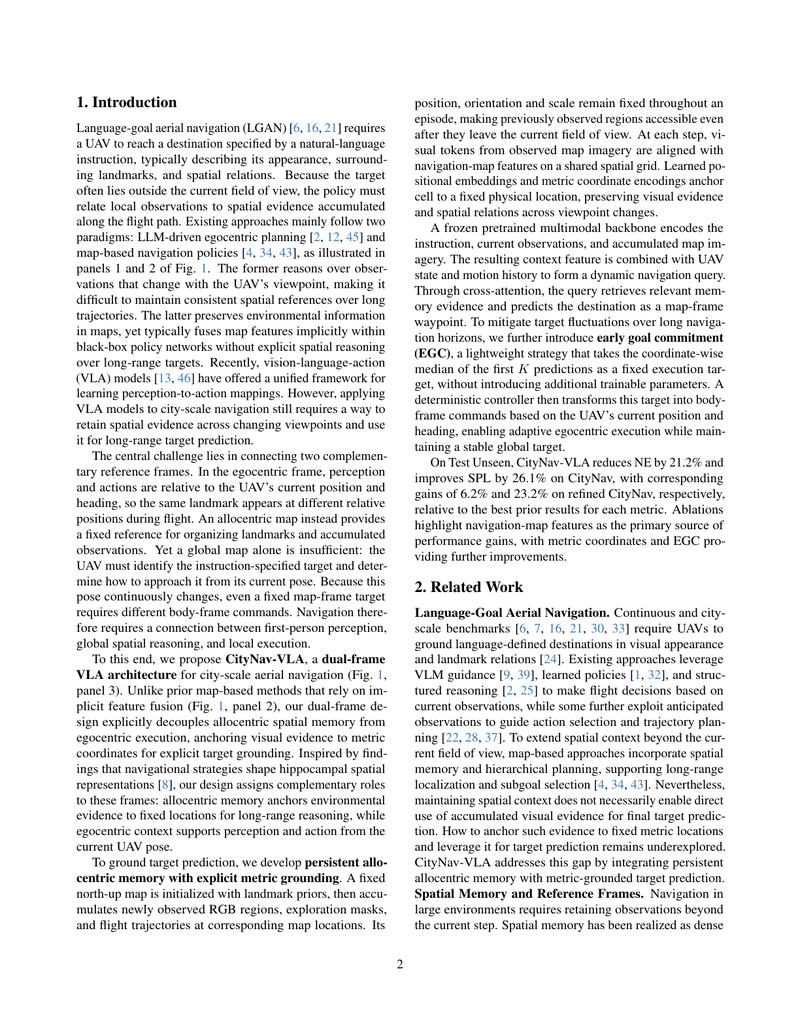 1. Introduction
Language-goal aerial navigation (LGAN) [6, 16, 21] requires
a UAV to reach a destination specified by a natural-language
instruction, typically describing its appearance, surround-
ing landmarks, and spatial relations. Because the target
often lies outside the current field of view, the policy must
relate local observations to spatial evidence accumulated
along the flight path. Existing approaches mainly follow two
paradigms: LLM-driven egocentric planning [2, 12, 45] and
map-based navigation policies [4, 34, 43], as illustrated in
panels 1 and 2 of Fig. 1. The former reasons over obser-
vations that change with the UAV's viewpoint, making it
difficult to maintain consistent spatial references over long
trajectories. The latter preserves environmental information
in maps, yet typically fuses map features implicitly within
black-box policy networks without explicit spatial reasoning
over long-range targets. Recently, vision-language-action
(VLA) models [13, 46] have offered a unified framework for
learning perception-to-action mappings. However, applying
VLA models to city-scale navigation still requires a way to
retain spatial evidence across changing viewpoints and use
it for long-range target prediction.
The central challenge lies in connecting two complemen-
tary reference frames. In the egocentric frame, perception
and actions are relative to the UAV's current position and
heading, so the same landmark appears at different relative
positions during flight. An allocentric map instead provides
a fixed reference for organizing landmarks and accumulated
observations. Yet a global map alone is insufficient: the
UAV must identify the instruction-specified target and deter-
mine how to approach it from its current pose. Because this
pose continuously changes, even a fixed map-frame target
requires different body-frame commands. Navigation there-
fore requires a connection between first-person perception,
global spatial reasoning, and local execution.
To this end, we propose CityNav-VLA, a dual-frame
VLA architecture for city-scale aerial navigation (Fig. 1,
panel 3). Unlike prior map-based methods that rely on im-
plicit feature fusion (Fig. 1, panel 2), our dual-frame de-
sign explicitly decouples allocentric spatial memory from
egocentric execution, anchoring visual evidence to metric
coordinates for explicit target grounding. Inspired by find-
ings that navigational strategies shape hippocampal spatial
representations [8], our design assigns complementary roles
to these frames: allocentric memory anchors environmental
evidence to fixed locations for long-range reasoning, while
egocentric context supports perception and action from the
current UAV pose.
To ground target prediction, we develop persistent allo-
centric memory with explicit metric grounding. A fixed
north-up map is initialized with landmark priors, then accu-
mulates newly observed RGB regions, exploration masks,
and flight trajectories at corresponding map locations. Its
position, orientation and scale remain fixed throughout an
episode, making previously observed regions accessible even
after they leave the current field of view. At each step, vi-
sual tokens from observed map imagery are aligned with
navigation-map features on a shared spatial grid. Learned po-
sitional embeddings and metric coordinate encodings anchor
cell to a fixed physical location, preserving visual evidence
and spatial relations across viewpoint changes.
A frozen pretrained multimodal backbone encodes the
instruction, current observations, and accumulated map im-
agery. The resulting context feature is combined with UAV
state and motion history to form a dynamic navigation query.
Through cross-attention, the query retrieves relevant mem-
ory evidence and predicts the destination as a map-frame
waypoint. To mitigate target fluctuations over long naviga-
tion horizons, we further introduce early goal commitment
(EGC), a lightweight strategy that takes the coordinate-wise
median of the first K predictions as a fixed execution tar-
get, without introducing additional trainable parameters. A
deterministic controller then transforms this target into body-
frame commands based on the UAV's current position and
heading, enabling adaptive egocentric execution while main-
taining a stable global target.
On Test Unseen, CityNav-VLA reduces NE by 21.2% and
improves SPL by 26.1% on CityNav, with corresponding
gains of 6.2% and 23.2% on refined CityNav, respectively,
relative to the best prior results for each metric. Ablations
highlight navigation-map features as the primary source of
performance gains, with metric coordinates and EGC pro-
viding further improvements.
2. Related Work
Language-Goal Aerial Navigation. Continuous and city-
scale benchmarks [6, 7, 16, 21, 30, 33] require UAVs to
ground language-defined destinations in visual appearance
and landmark relations [24]. Existing approaches leverage
VLM guidance [9, 39], learned policies [1, 32], and struc-
tured reasoning [2, 25] to make flight decisions based on
current observations, while some further exploit anticipated
observations to guide action selection and trajectory plan-
ning [22, 28, 37]. To extend spatial context beyond the cur-
rent field of view, map-based approaches incorporate spatial
memory and hierarchical planning, supporting long-range
localization and subgoal selection [4, 34, 43]. Nevertheless,
maintaining spatial context does not necessarily enable direct
use of accumulated visual evidence for final target predic-
tion. How to anchor such evidence to fixed metric locations
and leverage it for target prediction remains underexplored.
CityNav-VLA addresses this gap by integrating persistent
allocentric memory with metric-grounded target prediction.
Spatial Memory and Reference Frames. Navigation in
large environments requires retaining observations beyond
the current step. Spatial memory has been realized as dense
2